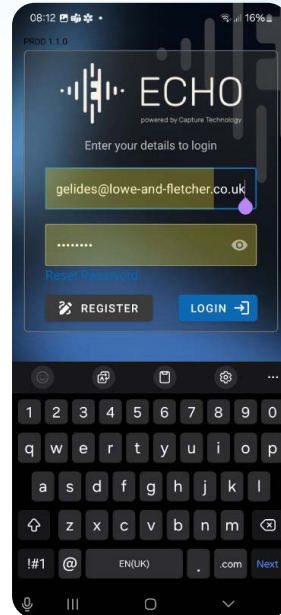 08:12 16%
PROD 1.1.0
ECHO
powered by Capture Technology
Enter your details to login
gelides@lowe-and-fletcher.co.uk
••••••••
Reset Password
REGISTER LOGIN
1 2 3 4 5 6 7 8 9 0
q w e r t y u i o p
a s d f g h j k l
z x c v b n m
!#1 @ EN(UK) . .com Next